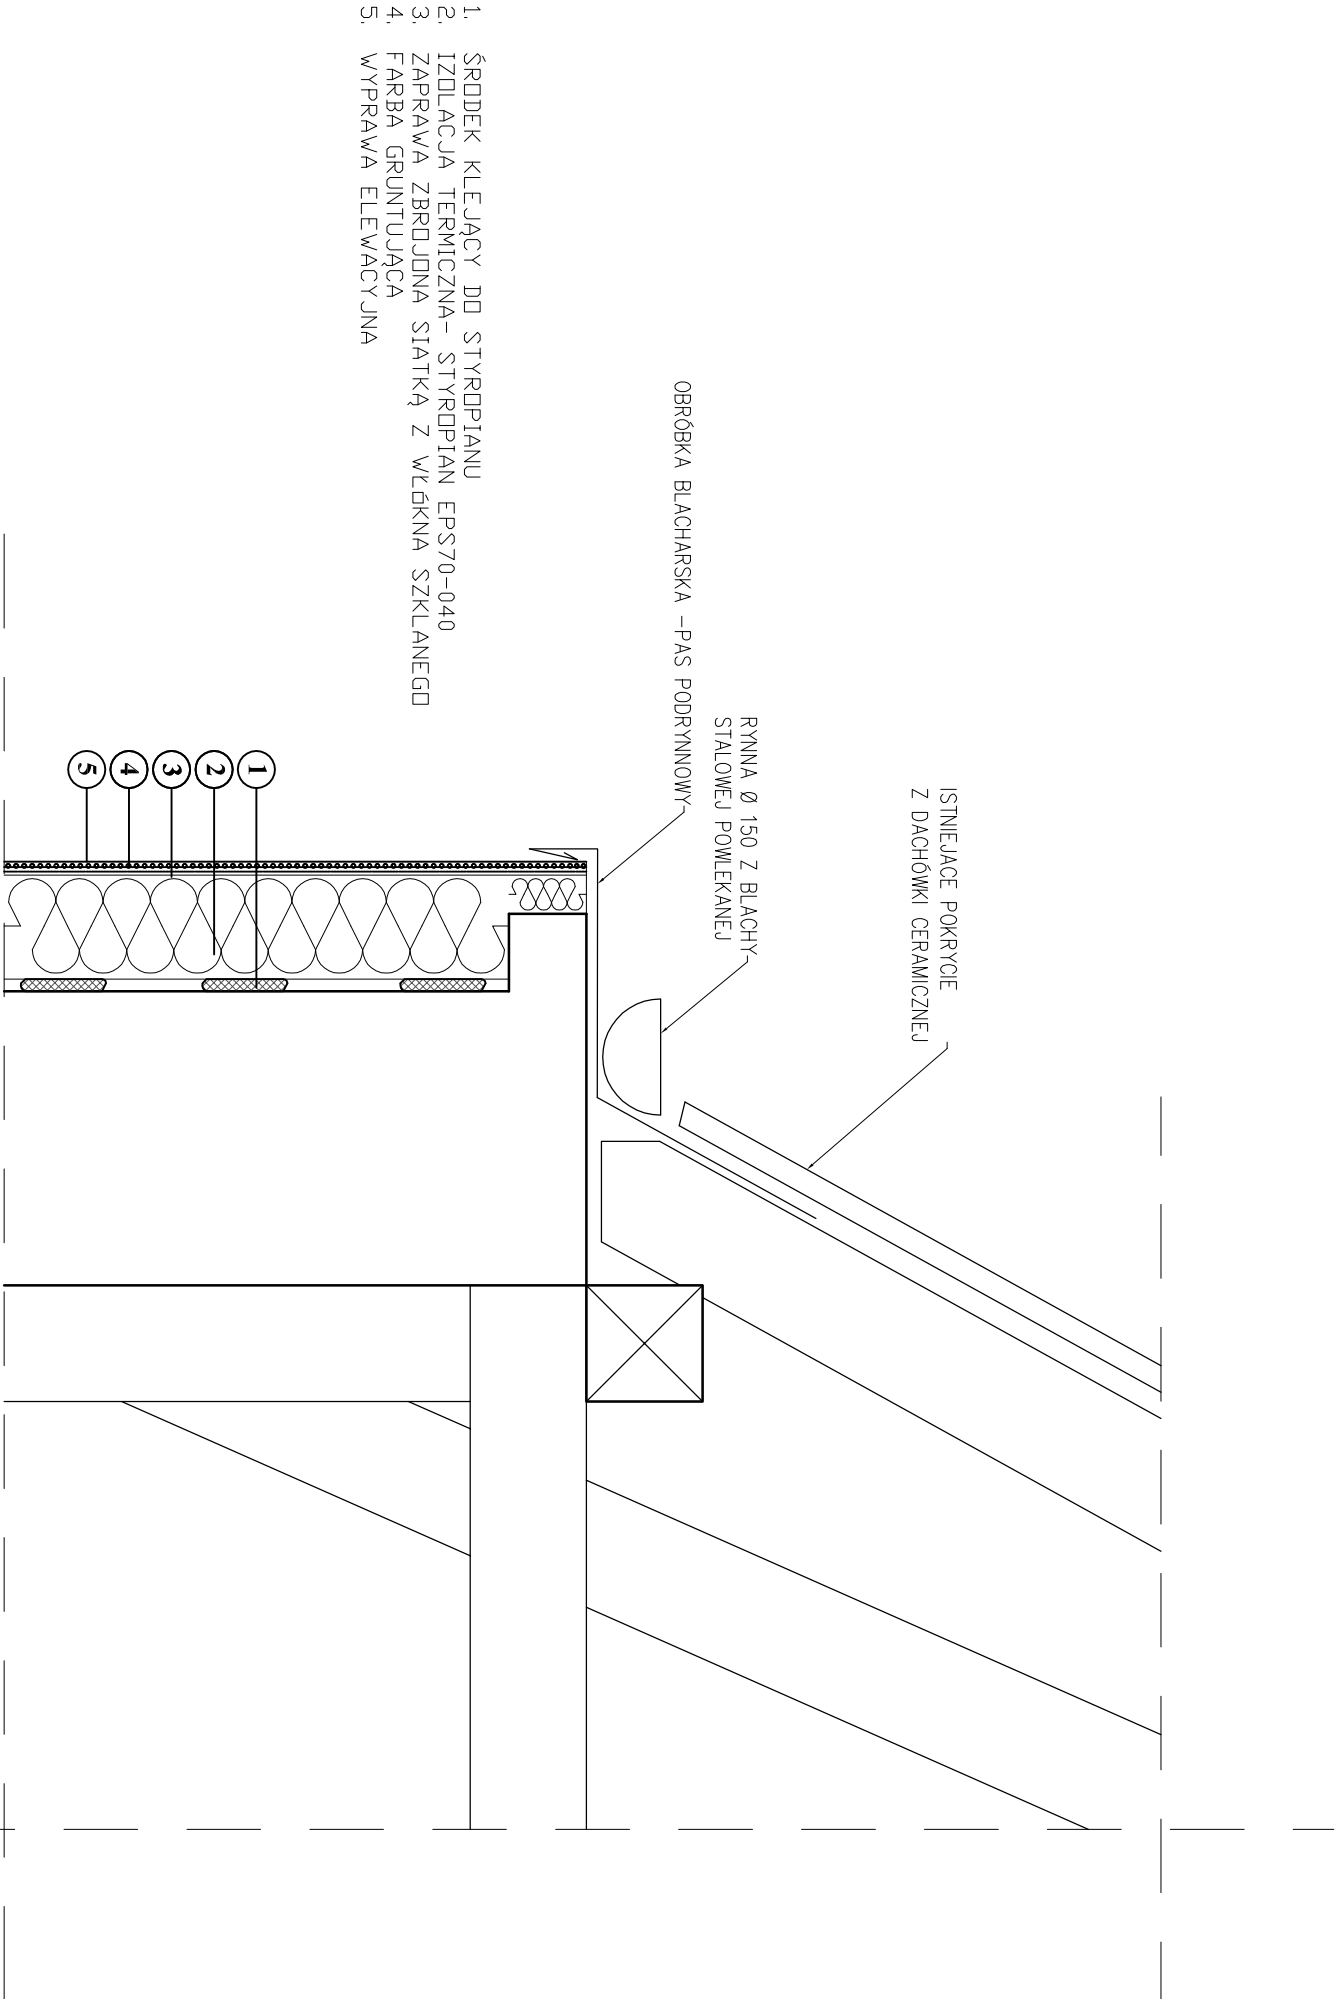 ISTNIEJACE POKRYCIE
Z DACHÓWKI CERAMICZNEJ
RYNNA Ø 150 Z BLACHY
STALOWEJ POWLEKANEJ
OBRÓBKA BLACHARSKA -PAS PODRYNNOWY
1. ŚRODEK KLEJĄCY DO STYROPIANU
2. IZOLACJA TERMICZNA- STYROPIAN EPS70-040
3. ZAPRAWA ZBROJONA SIATKĄ Z WŁÓKNA SZKLANEGO
4. FARBA GRUNTUJĄCA
5. WYPRAWA ELEWACYJNA
1
2
3
4
5